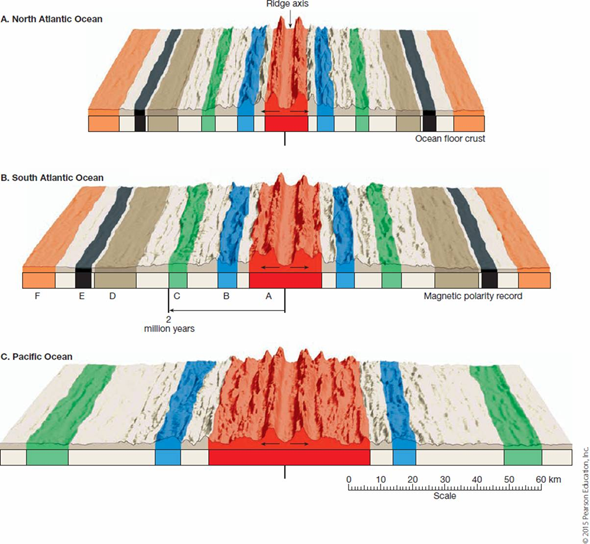 Ridge axis
A. North Atlantic Ocean
Ocean floor crust
B. South Atlantic Ocean
F E D C B A
Magnetic polarity record
2
million years
C. Pacific Ocean
0 10 20 30 40 50 60 km
Scale
© 2015 Pearson Education, Inc.